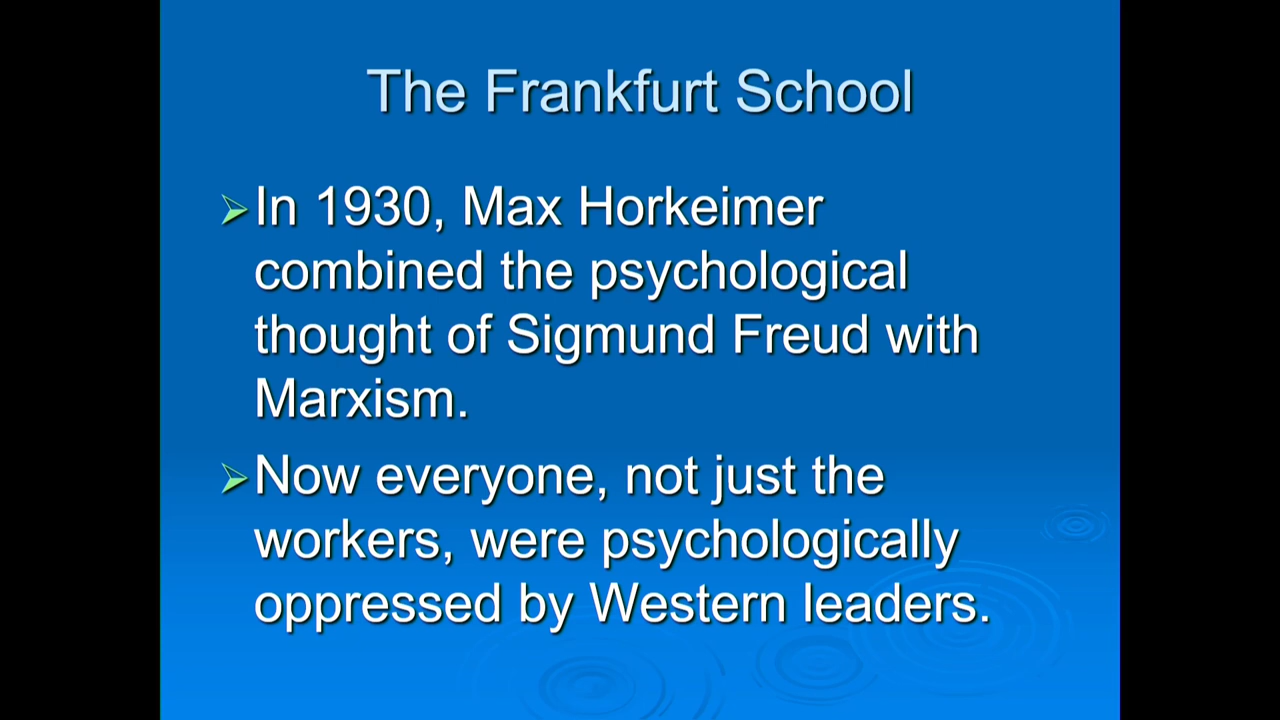 The Frankfurt School
In 1930, Max Horkeimer
combined the psychological
thought of Sigmund Freud with
Marxism.
Now everyone, not just the
workers, were psychologically
oppressed by Western leaders.